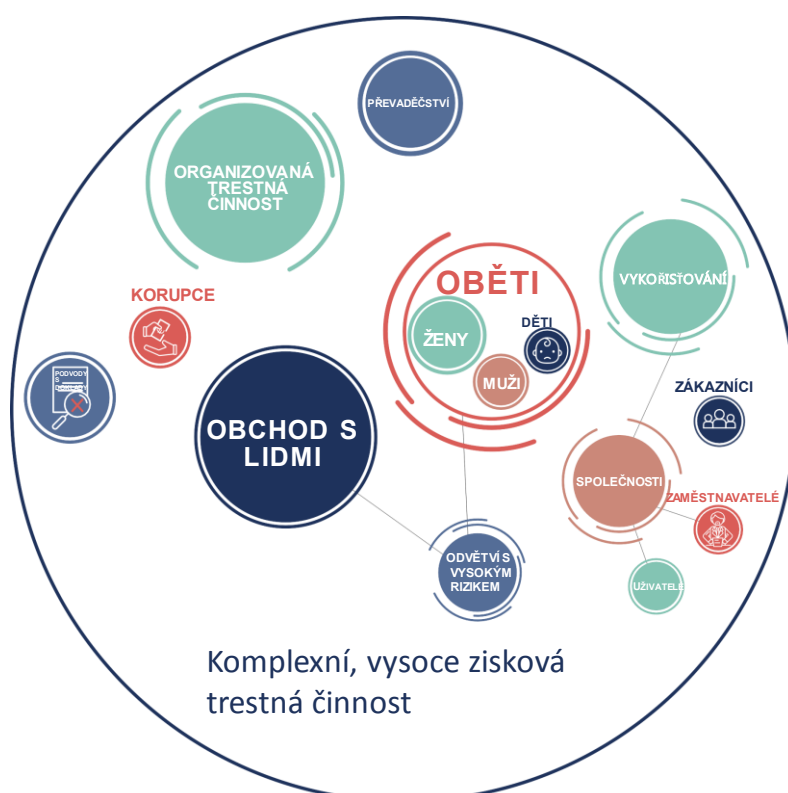 PŘEVADĚČSTVÍ
ORGANIZOVANÁ
TRESTNÁ
ČINNOST
VYKOŘISŤOVÁNÍ
OBĚTI
KORUPCE
DĚTI
ŽENY
MUŽI
PODVODY
S
ZÁKAZNÍCI
OBCHOD S
LIDMI
SPOLEČNOSTI
ZAMĚSTNAVATELÉ
ODVĚTVÍ S
VYSOKÝM
RIZIKEM
UŽIVATELÉ
Komplexní, vysoce zisková
trestná činnost